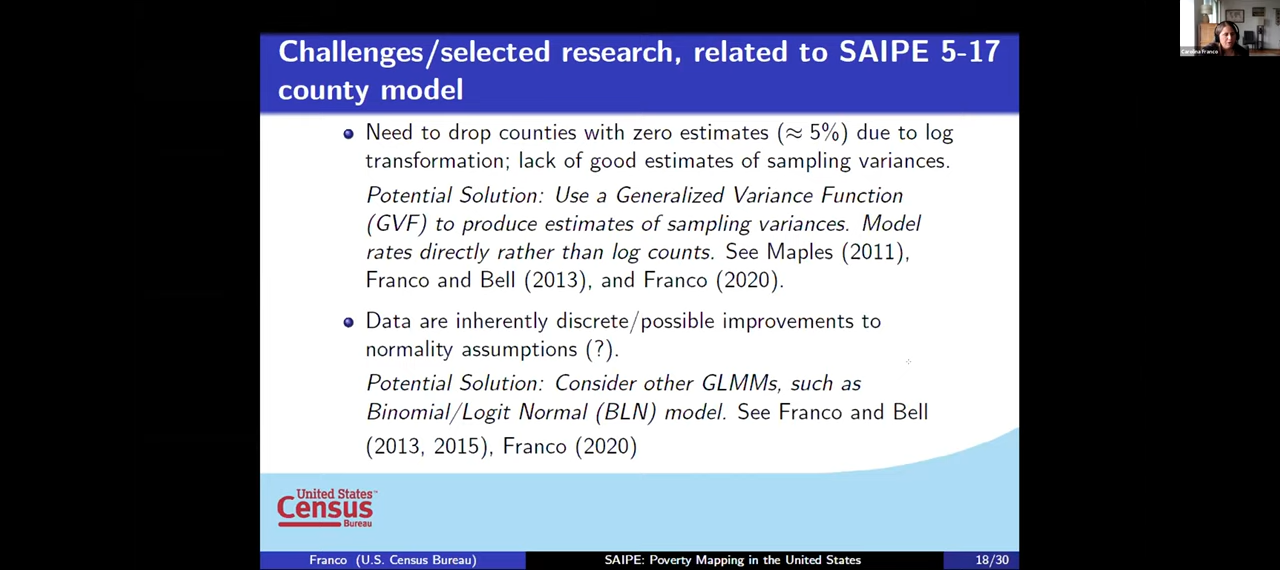 Challenges/selected research, related to SAIPE 5-17
county model
Need to drop counties with zero estimates (≈ 5%) due to log
transformation; lack of good estimates of sampling variances.
Potential Solution: Use a Generalized Variance Function
(GVF) to produce estimates of sampling variances. Model
rates directly rather than log counts. See Maples (2011),
Franco and Bell (2013), and Franco (2020).
Data are inherently discrete/possible improvements to
normality assumptions (?).
Potential Solution: Consider other GLMMs, such as
Binomial/Logit Normal (BLN) model. See Franco and Bell
(2013, 2015), Franco (2020)
United States™
Census
Bureau
Franco (U.S. Census Bureau)
SAIPE: Poverty Mapping in the United States
18/30
Carolina Franco